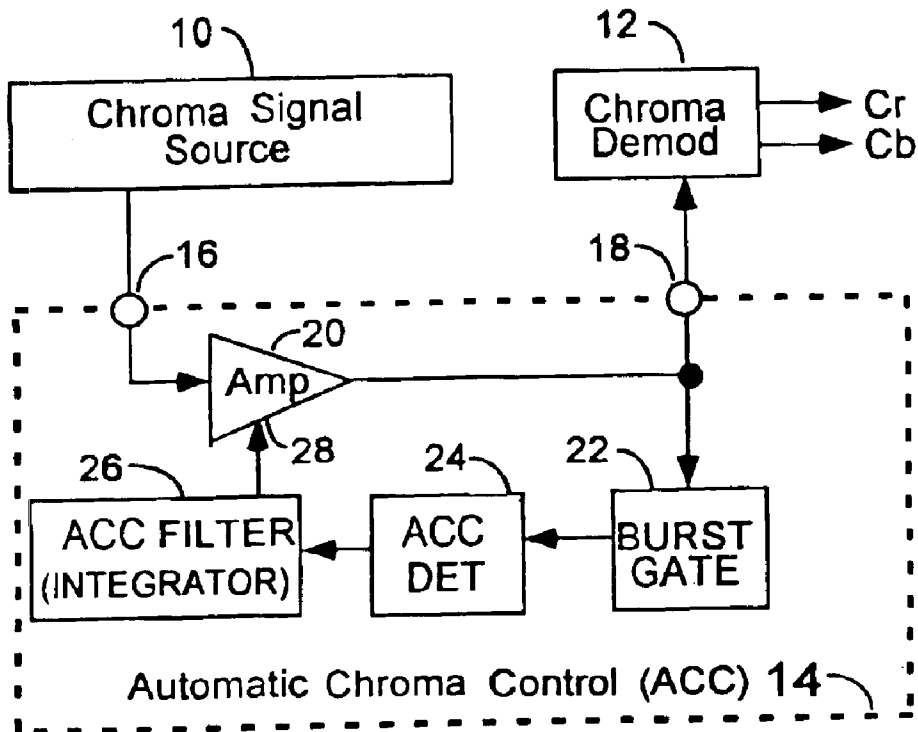 10
12
Chroma Signal
Source
Chroma
Demod
Cr
Cb
16
18
20
Amp
28
26
24
22
ACC FILTER
(INTEGRATOR)
ACC
DET
BURST
GATE
Automatic Chroma Control (ACC) 14